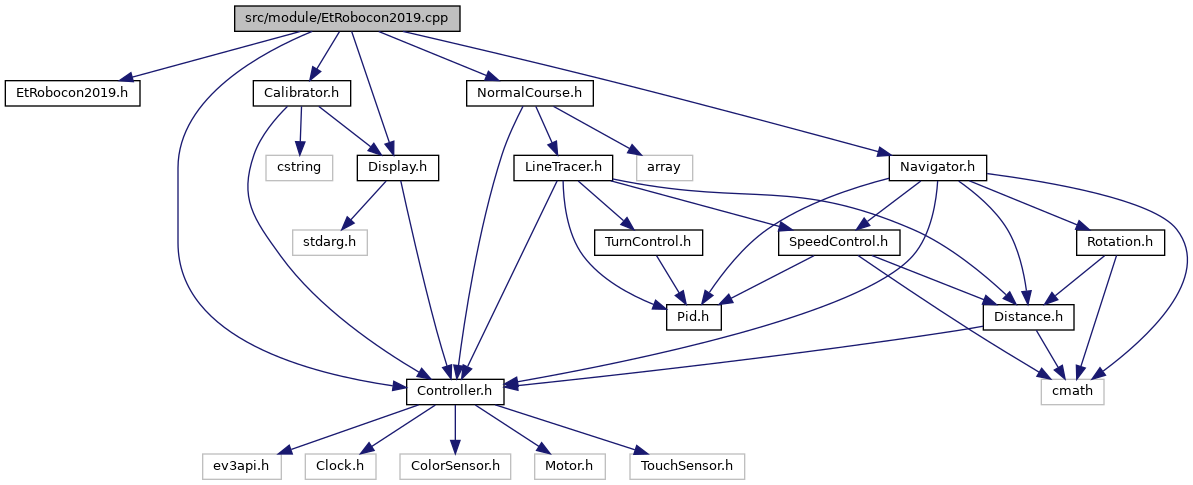 src/module/EtRobocon2019.cpp
EtRobocon2019.h
Calibrator.h
NormalCourse.h
cstring
Display.h
LineTracer.h
array
Navigator.h
stdarg.h
TurnControl.h
SpeedControl.h
Rotation.h
Pid.h
Distance.h
Controller.h
cmath
ev3api.h
Clock.h
ColorSensor.h
Motor.h
TouchSensor.h